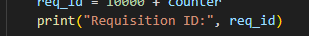 req_id = 10000 + counter
print("Requisition ID:", req_id)